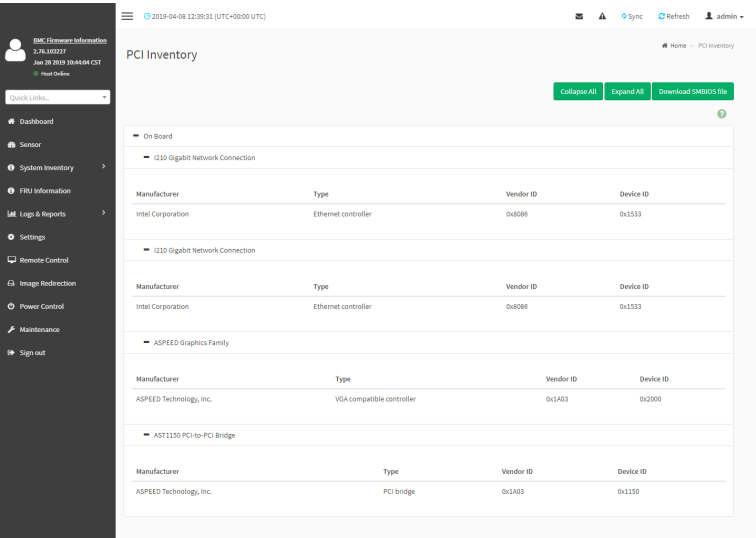 2019-04-08 12:39:31 (UTC+00:00 UTC)
Sync
Refresh
admin
BMC Firmware Information
2.76.103227
Jan 28 2019 10:44:04 CST
Host Online
Quick Links...
Dashboard
Sensor
System Inventory
FRU Information
Logs & Reports
Settings
Remote Control
Image Redirection
Power Control
Maintenance
Sign out
PCI Inventory
Home > PCI Inventory
Collapse All Expand All Download SMBIOS file
On Board
I210 Gigabit Network Connection
Manufacturer Type Vendor ID Device ID
Intel Corporation Ethernet controller 0x8086 0x1533
I210 Gigabit Network Connection
Manufacturer Type Vendor ID Device ID
Intel Corporation Ethernet controller 0x8086 0x1533
ASPEED Graphics Family
Manufacturer Type Vendor ID Device ID
ASPEED Technology, Inc. VGA compatible controller 0x1A03 0x2000
AST1150 PCI-to-PCI Bridge
Manufacturer Type Vendor ID Device ID
ASPEED Technology, Inc. PCI bridge 0x1A03 0x1150